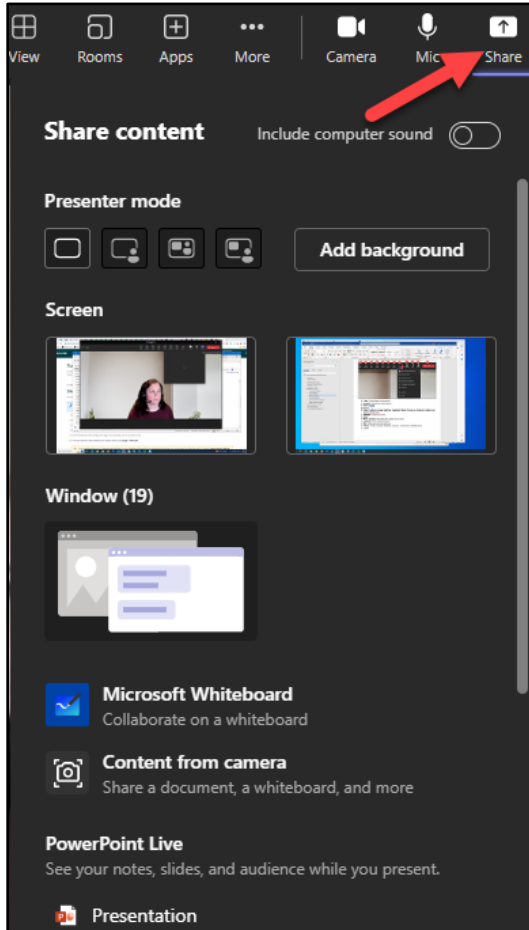 View Rooms Apps More Camera Mic Share
Share content Include computer sound
Presenter mode
Add background
Screen
Window (19)
Microsoft Whiteboard
Collaborate on a whiteboard
Content from camera
Share a document, a whiteboard, and more
PowerPoint Live
See your notes, slides, and audience while you present.
Presentation